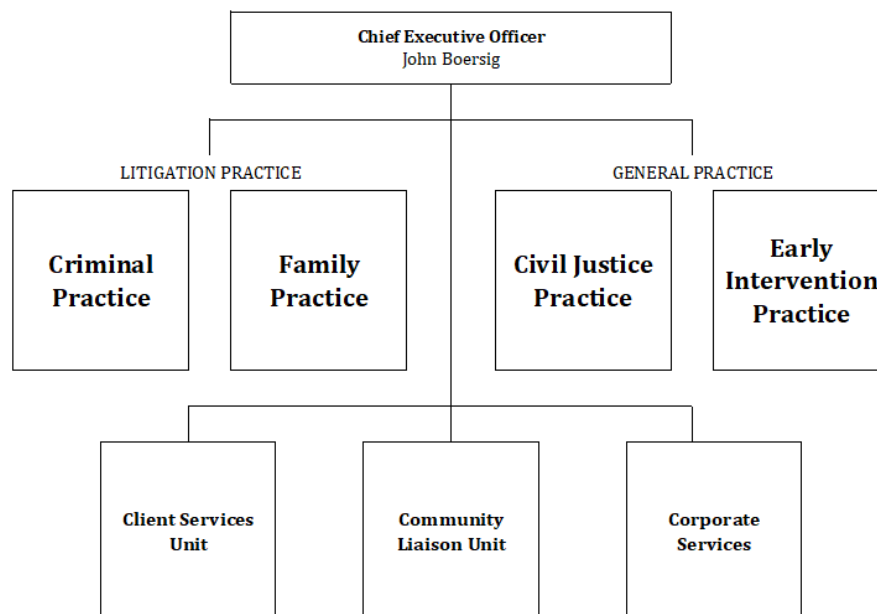 Chief Executive Officer
John Boersig
LITIGATION PRACTICE
GENERAL PRACTICE
Criminal
Practice
Family
Practice
Civil Justice
Practice
Early
Intervention
Practice
Client Services
Unit
Community
Liaison Unit
Corporate
Services